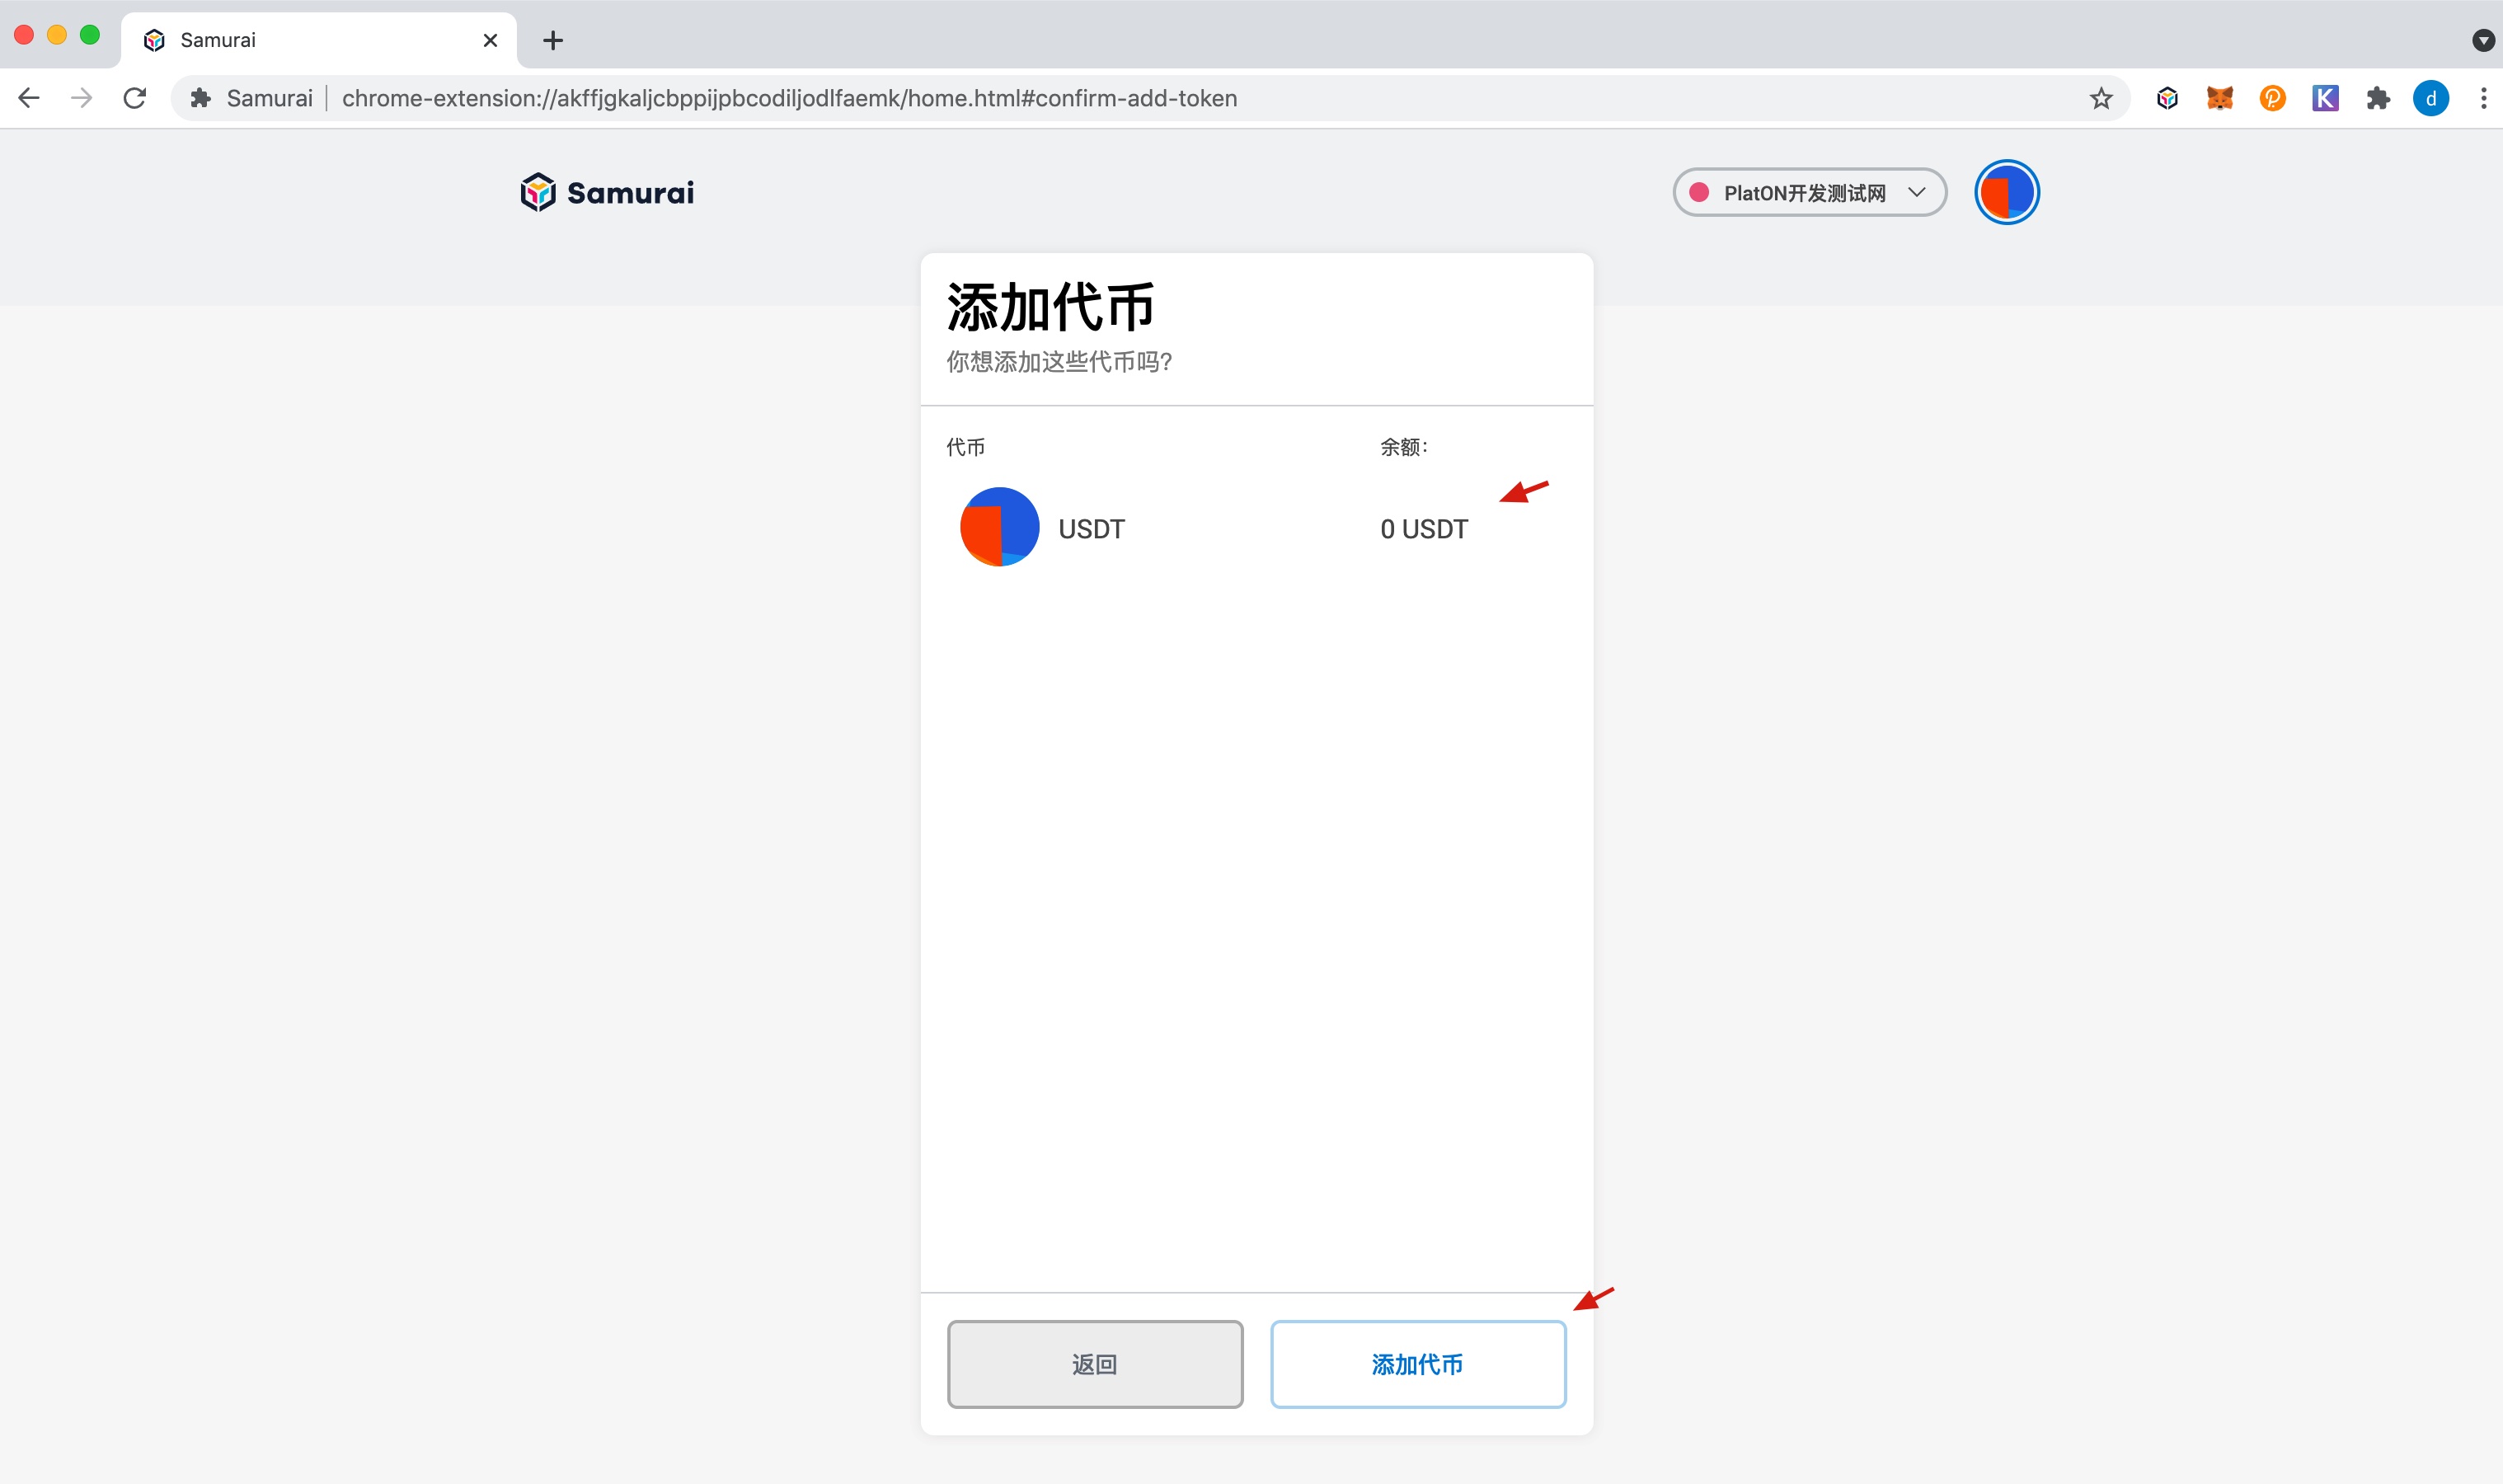 Samurai
Samurai
chrome-extension://akffjgkaljcbppijpbcodiljodlfaemk/home.html#confirm-add-token
K
d
Samurai
PlatON开发测试网
添加代币
你想添加这些代币吗?
代币
余额:
USDT
0 USDT
返回
添加代币